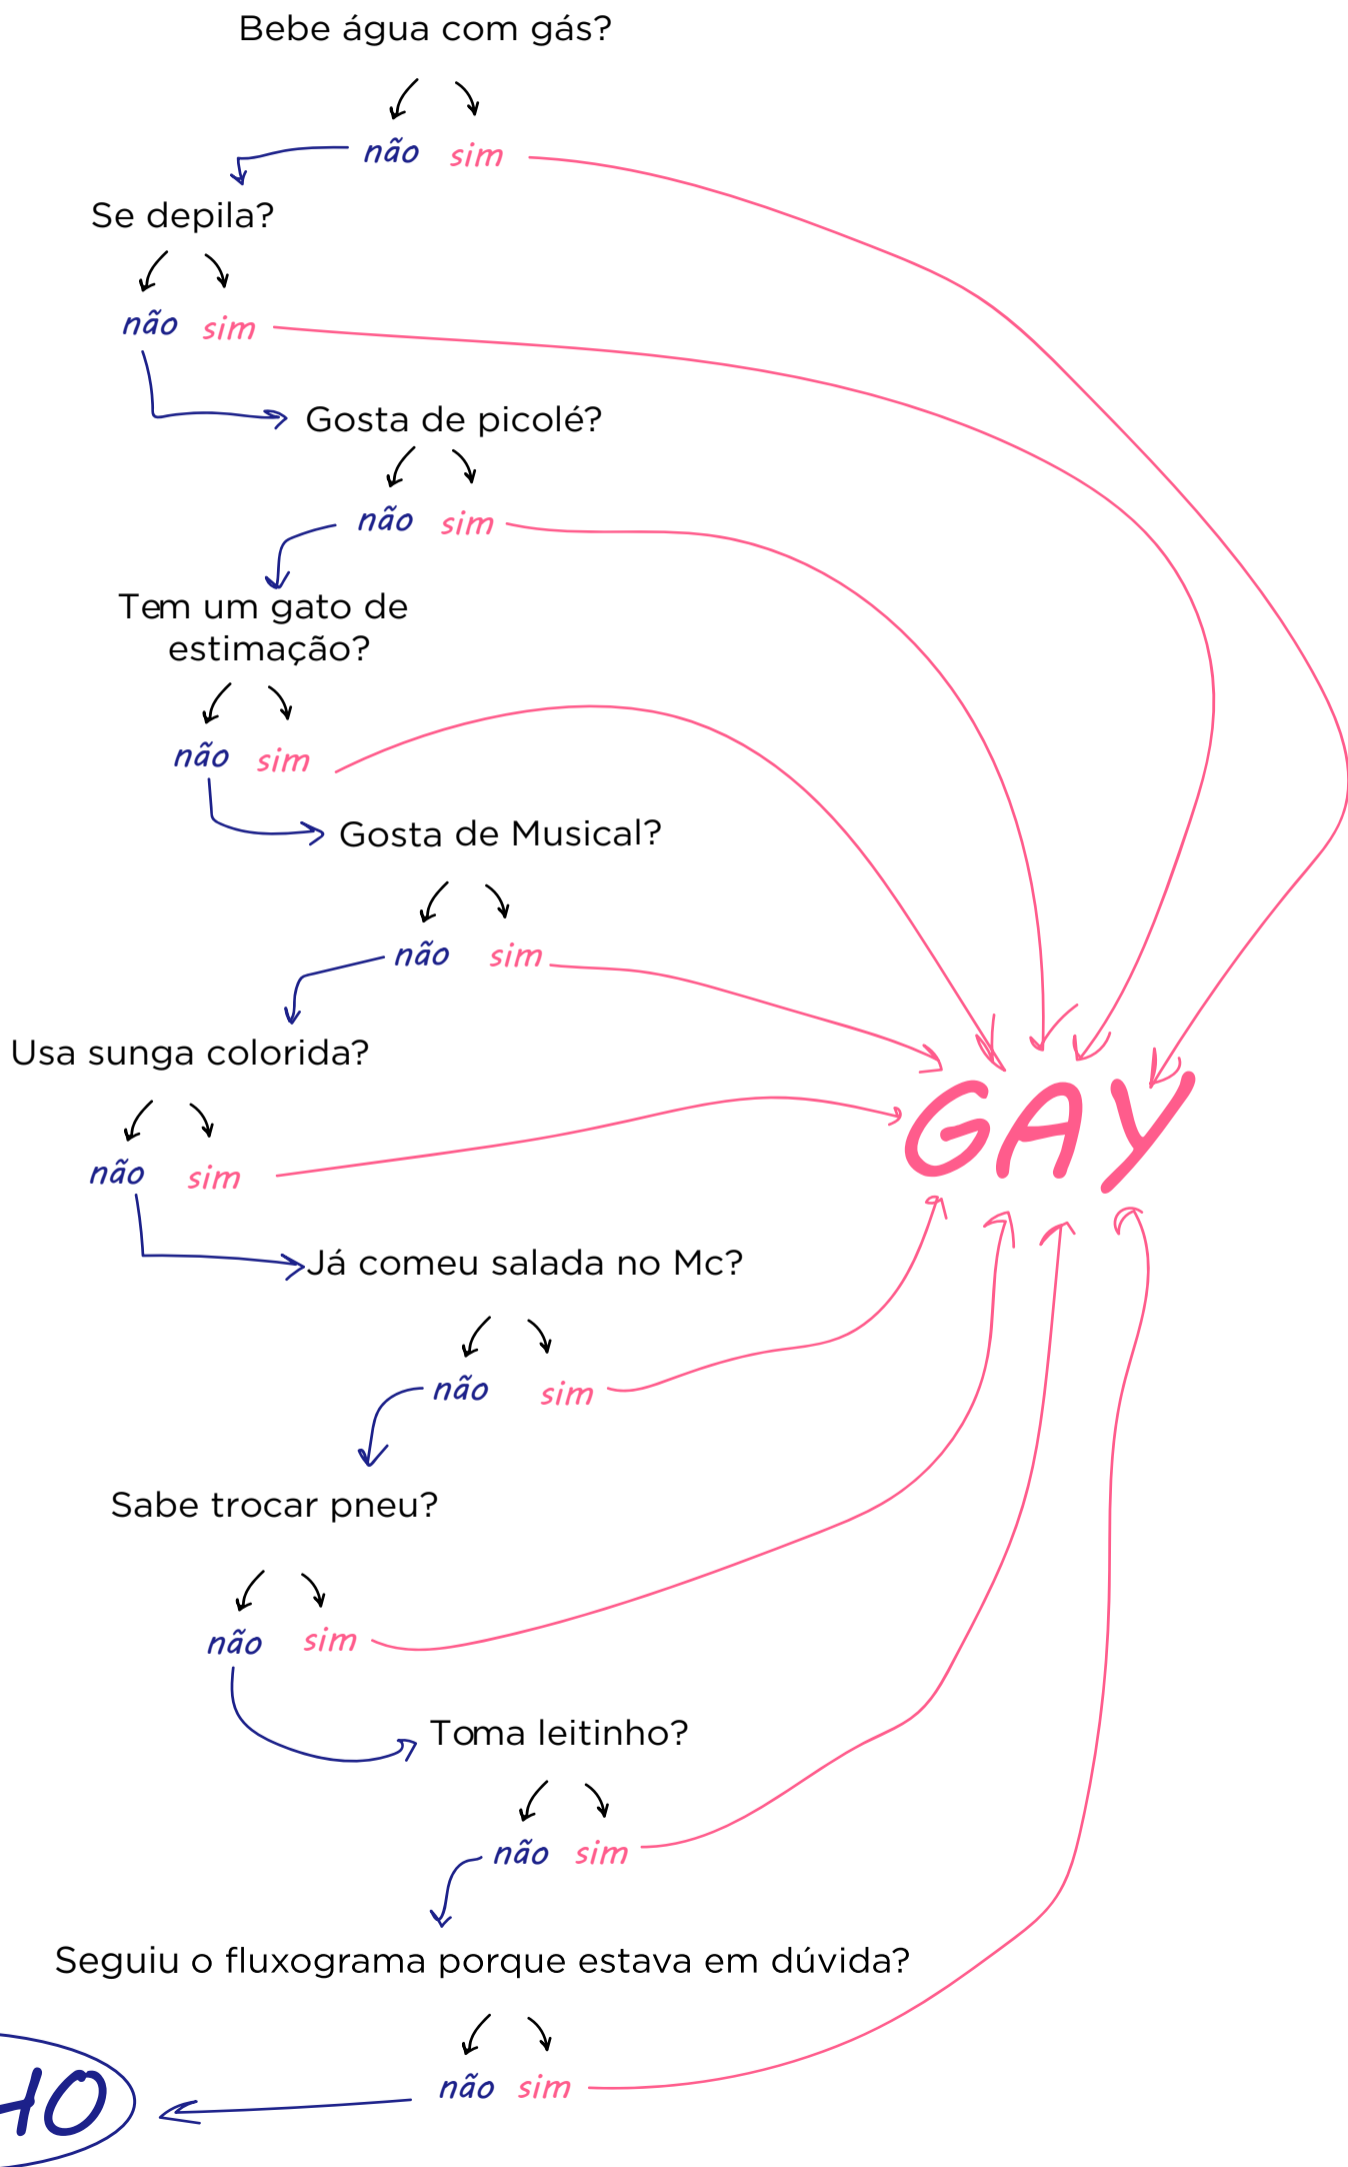 Bebe água com gás?
não sim
Se depila?
não sim
Gosta de picolé?
não sim
Tem um gato de
estimação?
não sim
Gosta de Musical?
não sim
Usa sunga colorida?
GAY
não sim
Já comeu salada no Mc?
não sim
Sabe trocar pneu?
não sim
Toma leitinho?
não sim
Seguiu o fluxograma porque estava em dúvida?
não sim